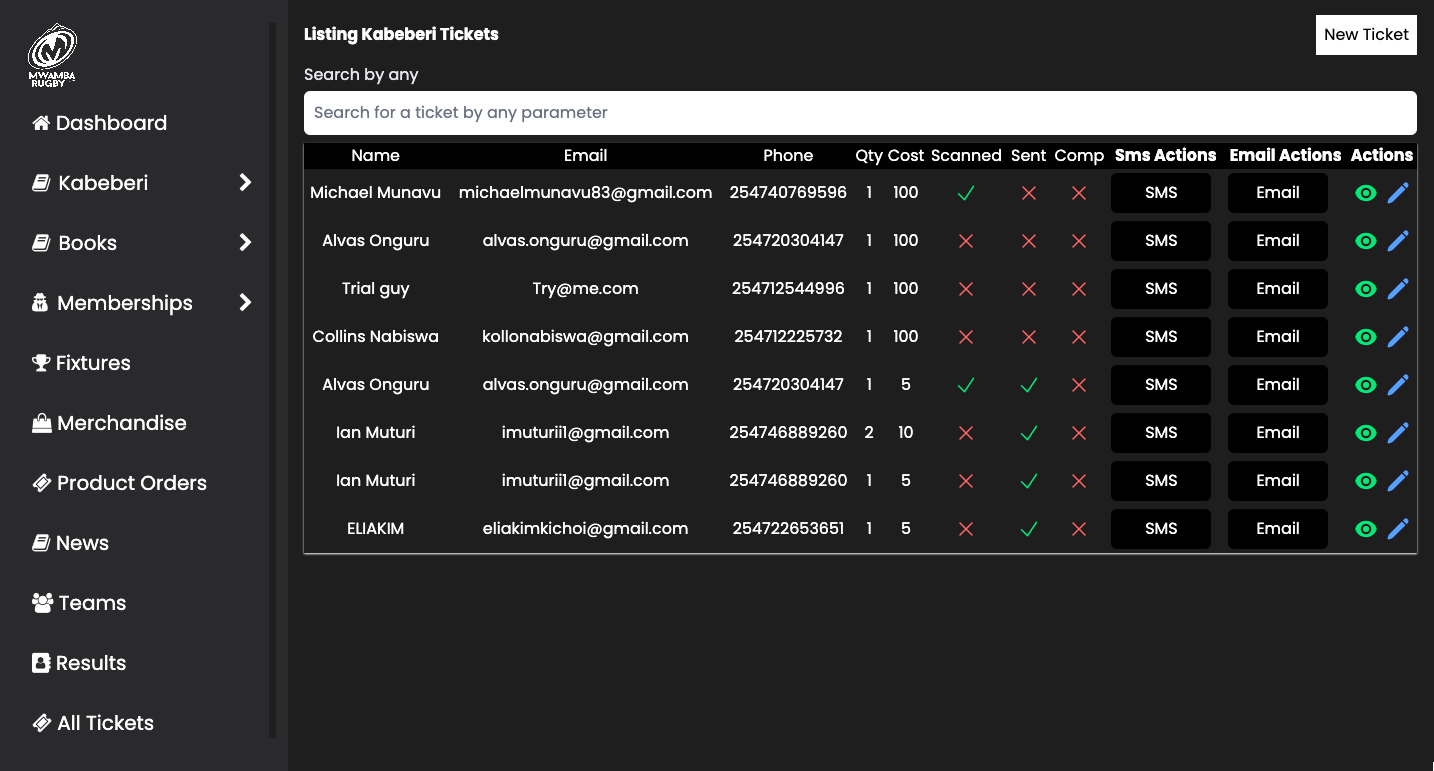 MWAMBA
RUGBY
Dashboard
Kabeberi
Books
Memberships
Fixtures
Merchandise
Product Orders
News
Teams
Results
All Tickets
Listing Kabeberi Tickets
New Ticket
Search by any
Search for a ticket by any parameter
Name Email Phone Qty Cost Scanned Sent Comp Sms Actions Email Actions Actions
Michael Munavu michaelmunavu83@gmail.com 254740769596 1 100 SMS Email
Alvas Onguru alvas.onguru@gmail.com 254720304147 1 100 SMS Email
Trial guy Try@me.com 254712544996 1 100 SMS Email
Collins Nabiswa kollonabiswa@gmail.com 254712225732 1 100 SMS Email
Alvas Onguru alvas.onguru@gmail.com 254720304147 1 5 SMS Email
Ian Muturi imuturii1@gmail.com 254746889260 2 10 SMS Email
Ian Muturi imuturii1@gmail.com 254746889260 1 5 SMS Email
ELIAKIM eliakimkichoi@gmail.com 254722653651 1 5 SMS Email